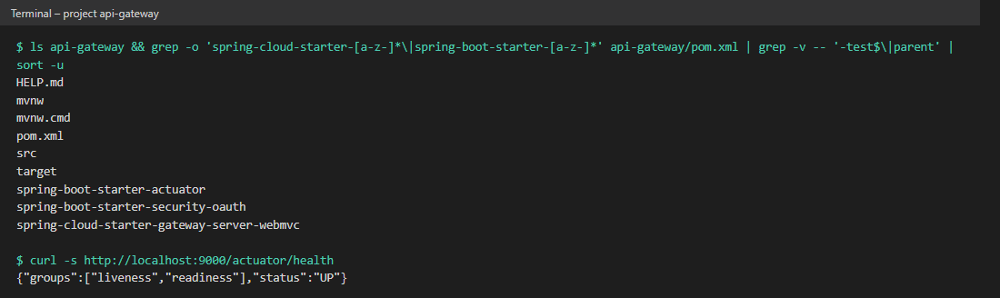 Terminal – project api-gateway
$ ls api-gateway && grep -o 'spring-cloud-starter-[a-z-]*\|spring-boot-starter-[a-z-]*' api-gateway/pom.xml | grep -v -- '-test$\|parent' |
sort -u
HELP.md
mvnw
mvnw.cmd
pom.xml
src
target
spring-boot-starter-actuator
spring-boot-starter-security-oauth
spring-cloud-starter-gateway-server-webmvc
$ curl -s http://localhost:9000/actuator/health
{"groups":["liveness","readiness"],"status":"UP"}